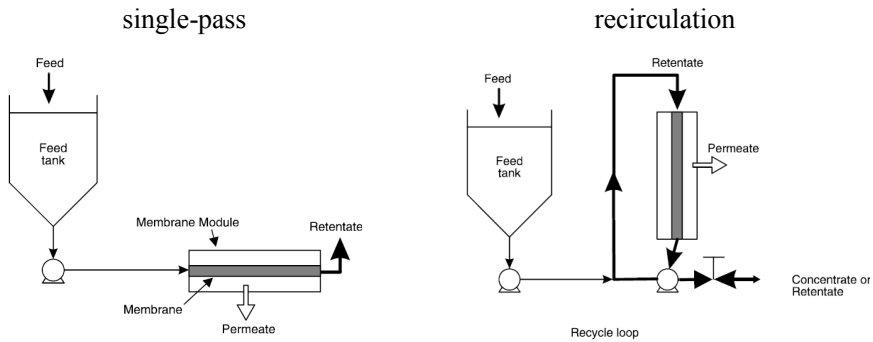 single-pass
Feed
Feed
tank
Membrane Module
Retentate
Membrane
Permeate
recirculation
Retentate
Feed
Permeate
Feed
tank
Concentrate or
Retentate
Recycle loop